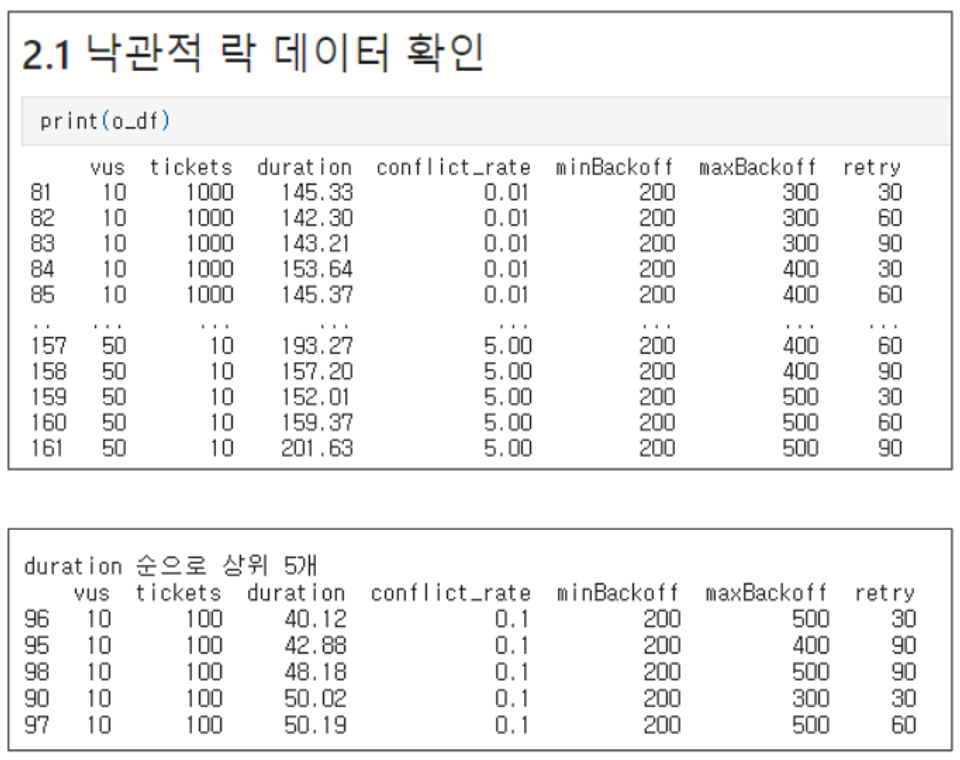 2.1 낙관적 락 데이터 확인
print(o_df)
vus tickets duration conflict_rate minBackoff maxBackoff retry
81 10 1000 145.33 0.01 200 300 30
82 10 1000 142.30 0.01 200 300 60
83 10 1000 143.21 0.01 200 300 90
84 10 1000 153.64 0.01 200 400 30
85 10 1000 145.37 0.01 200 400 60
.. ... ... ... ... ... ... ...
157 50 10 193.27 5.00 200 400 60
158 50 10 157.20 5.00 200 400 90
159 50 10 152.01 5.00 200 500 30
160 50 10 159.37 5.00 200 500 60
161 50 10 201.63 5.00 200 500 90
duration 순으로 상위 5개
vus tickets duration conflict_rate minBackoff maxBackoff retry
96 10 100 40.12 0.1 200 500 30
95 10 100 42.88 0.1 200 400 90
98 10 100 48.18 0.1 200 500 90
90 10 100 50.02 0.1 200 300 30
97 10 100 50.19 0.1 200 500 60